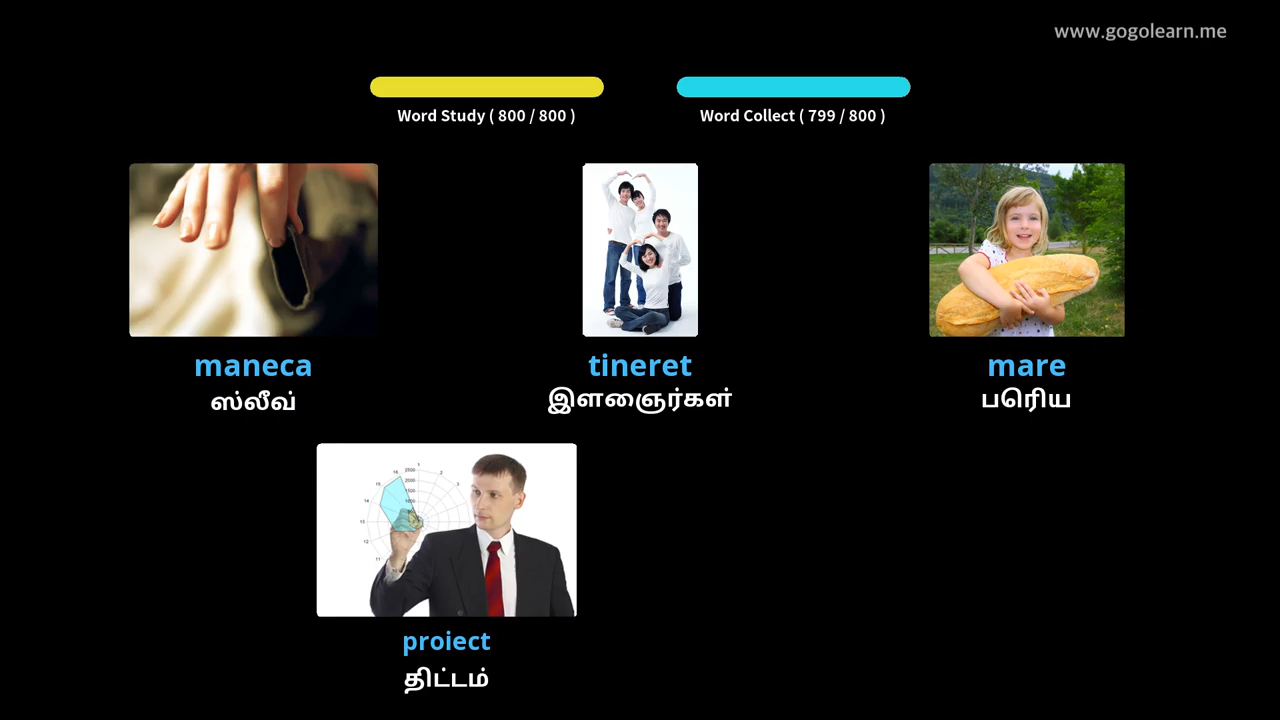 www.gogolearn.me
Word Study ( 800 / 800 )
Word Collect ( 799 / 800 )
maneca
ஸ்லீவ்
tineret
இளைஞர்கள்
mare
பெரிய
proiect
திட்டம்